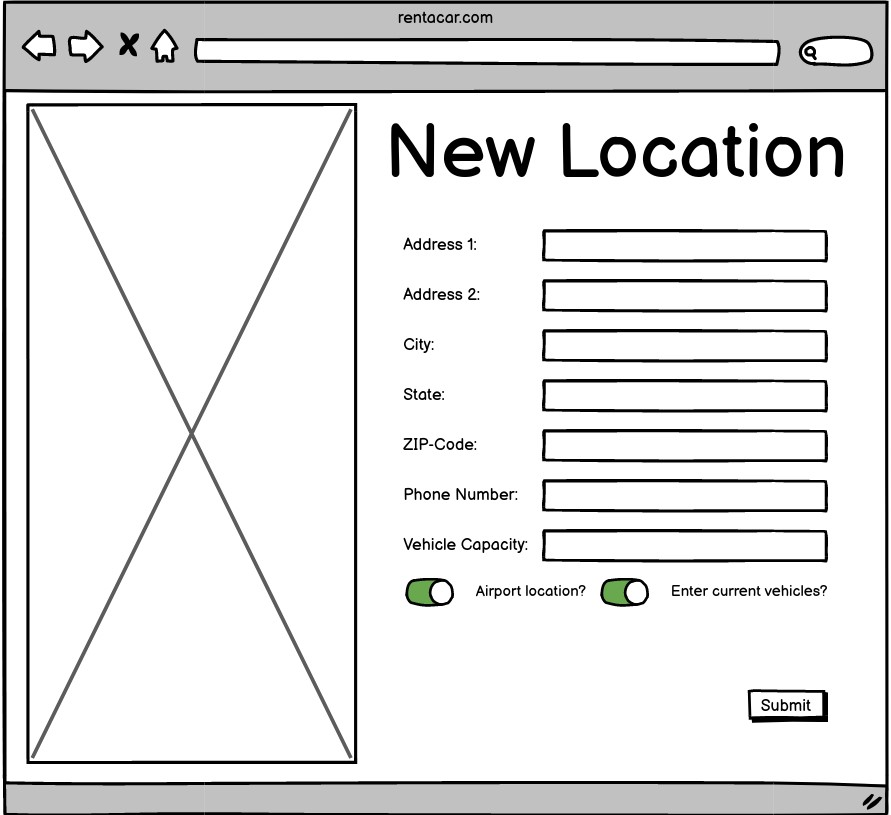 rentacar.com
New Location
Address 1:
Address 2:
City:
State:
ZIP-Code:
Phone Number:
Vehicle Capacity:
Airport location? Enter current vehicles?
Submit